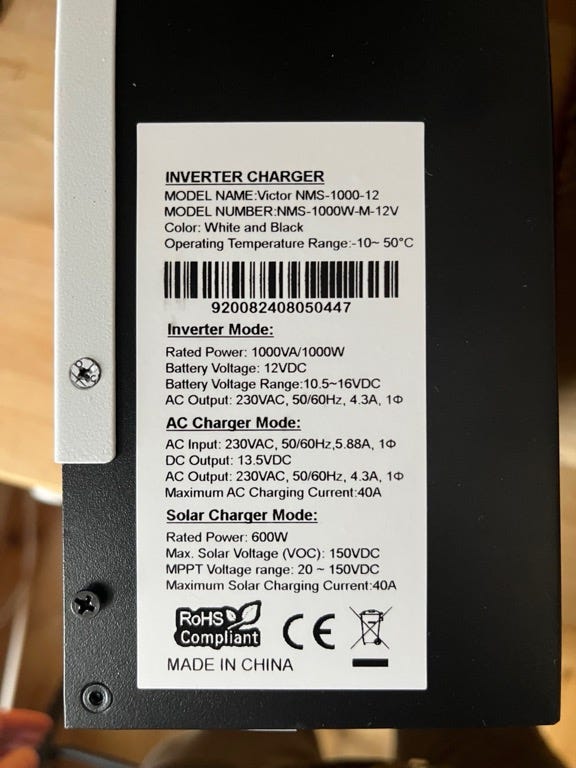 INVERTER CHARGER
MODEL NAME:Victor NMS-1000-12
MODEL NUMBER:NMS-1000W-M-12V
Color: White and Black
Operating Temperature Range:-10~ 50°C
920082408050447
Inverter Mode:
Rated Power: 1000VA/1000W
Battery Voltage: 12VDC
Battery Voltage Range:10.5~16VDC
AC Output: 230VAC, 50/60Hz, 4.3A, 1Φ
AC Charger Mode:
AC Input: 230VAC, 50/60Hz,5.88A, 1Φ
DC Output: 13.5VDC
AC Output: 230VAC, 50/60Hz, 4.3A, 1Φ
Maximum AC Charging Current:40A
Solar Charger Mode:
Rated Power: 600W
Max. Solar Voltage (VOC): 150VDC
MPPT Voltage range: 20 ~ 150VDC
Maximum Solar Charging Current:40A
RoHS
Compliant
CE
MADE IN CHINA